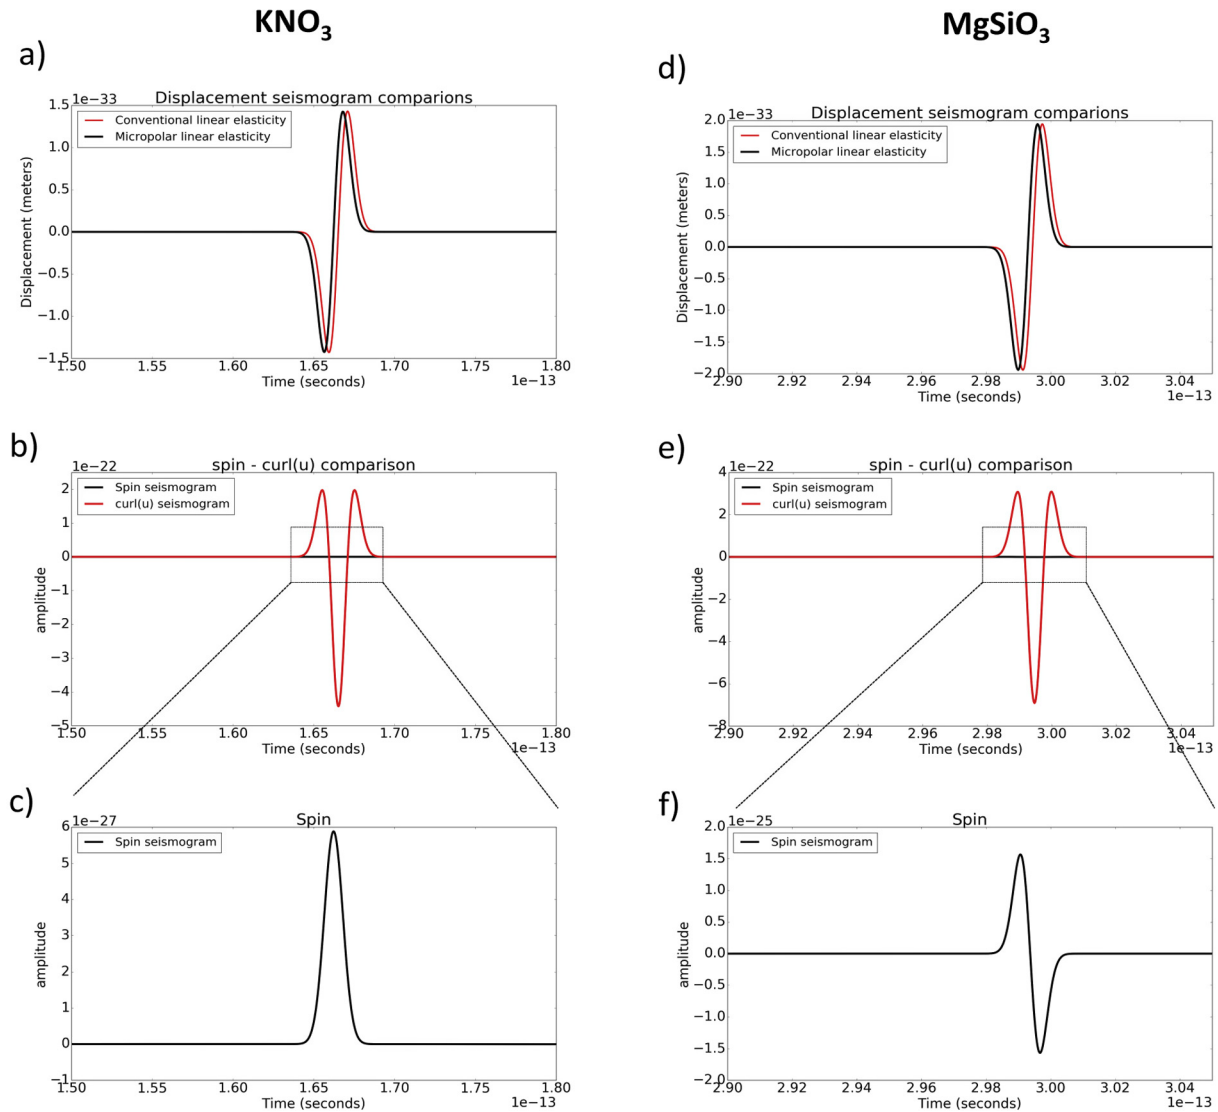 KNO3
MgSiO3
a)
1e−33
Displacement seismogram comparions
Conventional linear elasticity
Micropolar linear elasticity
Displacement (meters)
1.5
1.0
0.5
0.0
−0.5
−1.0
−1.5
1.50 1.55 1.60 1.65 1.70 1.75 1.80
Time (seconds)
1e−13
d)
1e−33
Displacement seismogram comparions
Conventional linear elasticity
Micropolar linear elasticity
Displacement (meters)
2.0
1.5
1.0
0.5
0.0
−0.5
−1.0
−1.5
−2.0
2.90 2.92 2.94 2.96 2.98 3.00 3.02 3.04
Time (seconds)
1e−13
b)
1e−22
spin - curl(u) comparison
Spin seismogram
curl(u) seismogram
amplitude
2
1
0
−1
−2
−3
−4
−5
1.50 1.55 1.60 1.65 1.70 1.75 1.80
Time (seconds)
1e−13
e)
1e−22
spin - curl(u) comparison
Spin seismogram
curl(u) seismogram
amplitude
4
2
0
−2
−4
−6
−8
2.90 2.92 2.94 2.96 2.98 3.00 3.02 3.04
Time (seconds)
1e−13
c)
1e−27
Spin
Spin seismogram
amplitude
6
5
4
3
2
1
0
−1
1.50 1.55 1.60 1.65 1.70 1.75 1.80
Time (seconds)
1e−13
f)
1e−25
Spin
Spin seismogram
amplitude
2.0
1.5
1.0
0.5
0.0
−0.5
−1.0
−1.5
−2.0
2.90 2.92 2.94 2.96 2.98 3.00 3.02 3.04
Time (seconds)
1e−13